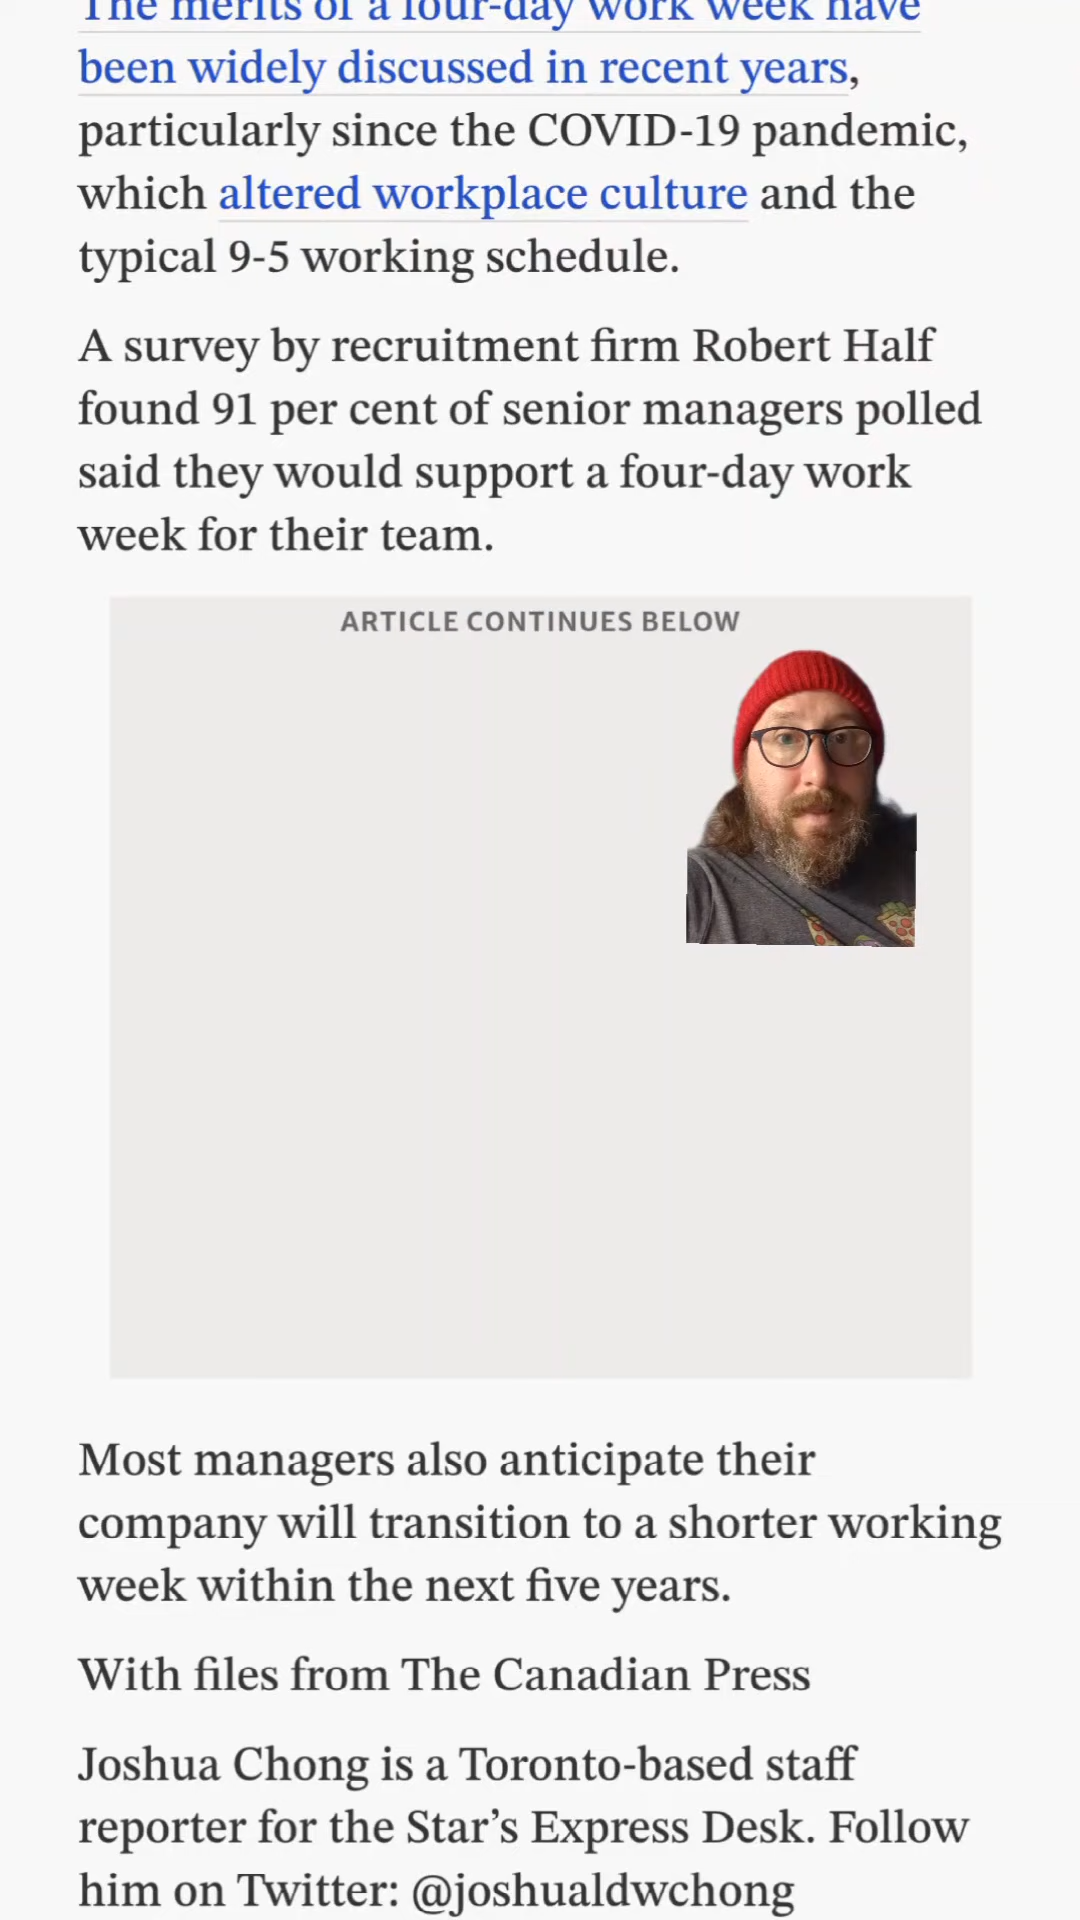 The merits of a four-day work week have
been widely discussed in recent years,
particularly since the COVID-19 pandemic,
which altered workplace culture and the
typical 9-5 working schedule.
A survey by recruitment firm Robert Half
found 91 per cent of senior managers polled
said they would support a four-day work
week for their team.
ARTICLE CONTINUES BELOW
Most managers also anticipate their
company will transition to a shorter working
week within the next five years.
With files from The Canadian Press
Joshua Chong is a Toronto-based staff
reporter for the Star’s Express Desk. Follow
him on Twitter: @joshualdwchong